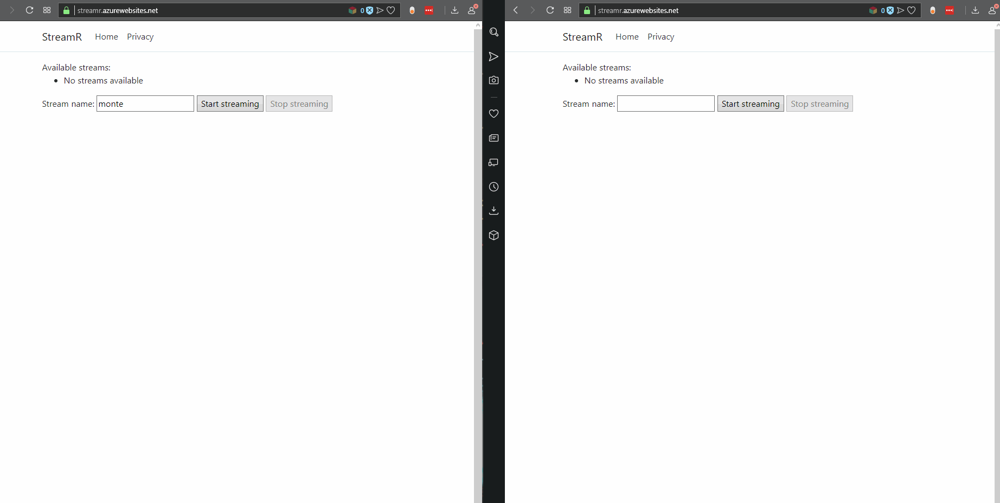 streamr.azurewebsites.net 0
StreamR Home Privacy
Available streams:
• No streams available
Stream name: monte Start streaming Stop streaming
streamr.azurewebsites.net 0
StreamR Home Privacy
Available streams:
• No streams available
Stream name: Start streaming Stop streaming